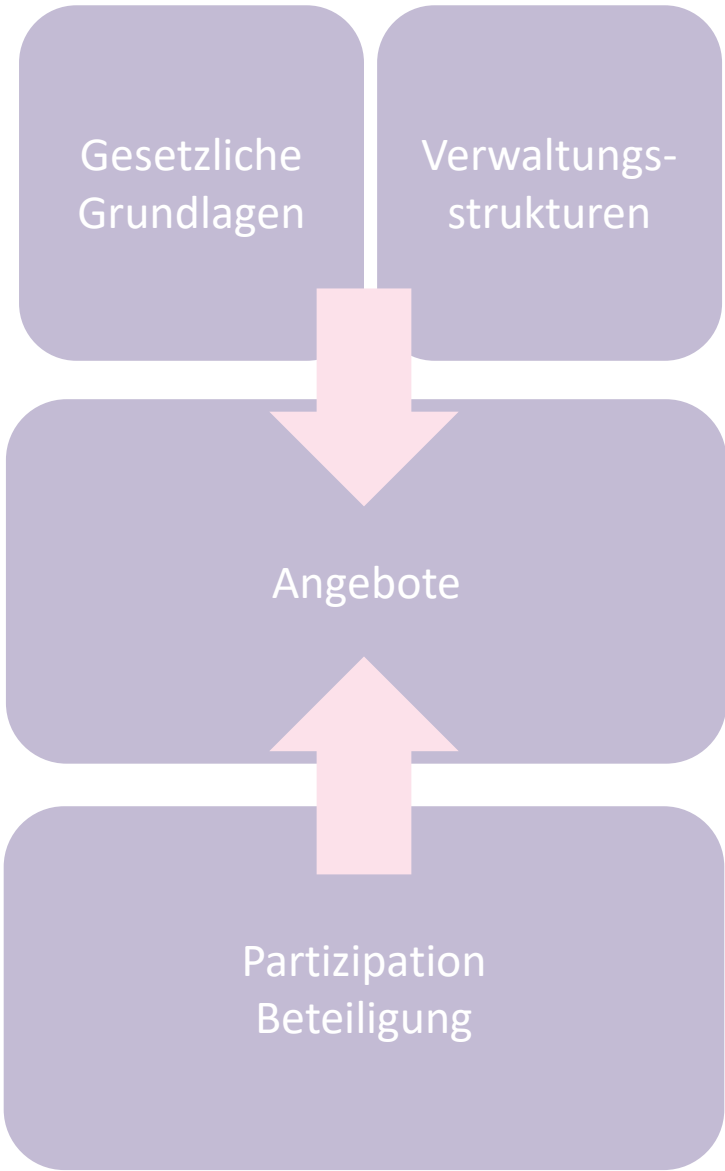 Gesetzliche
Grundlagen
Verwaltungs-
strukturen
Angebote
Partizipation
Beteiligung